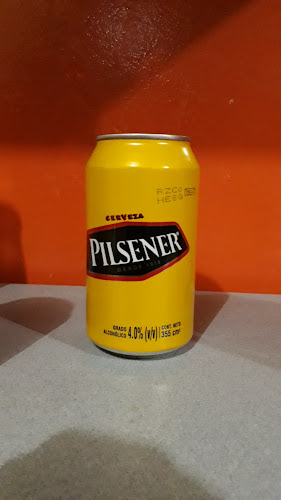 CERVEZA
PILSENER
GRADO
ALCOHÓLICO 4.0% (v/v)
CONT. NETO
355 cm³